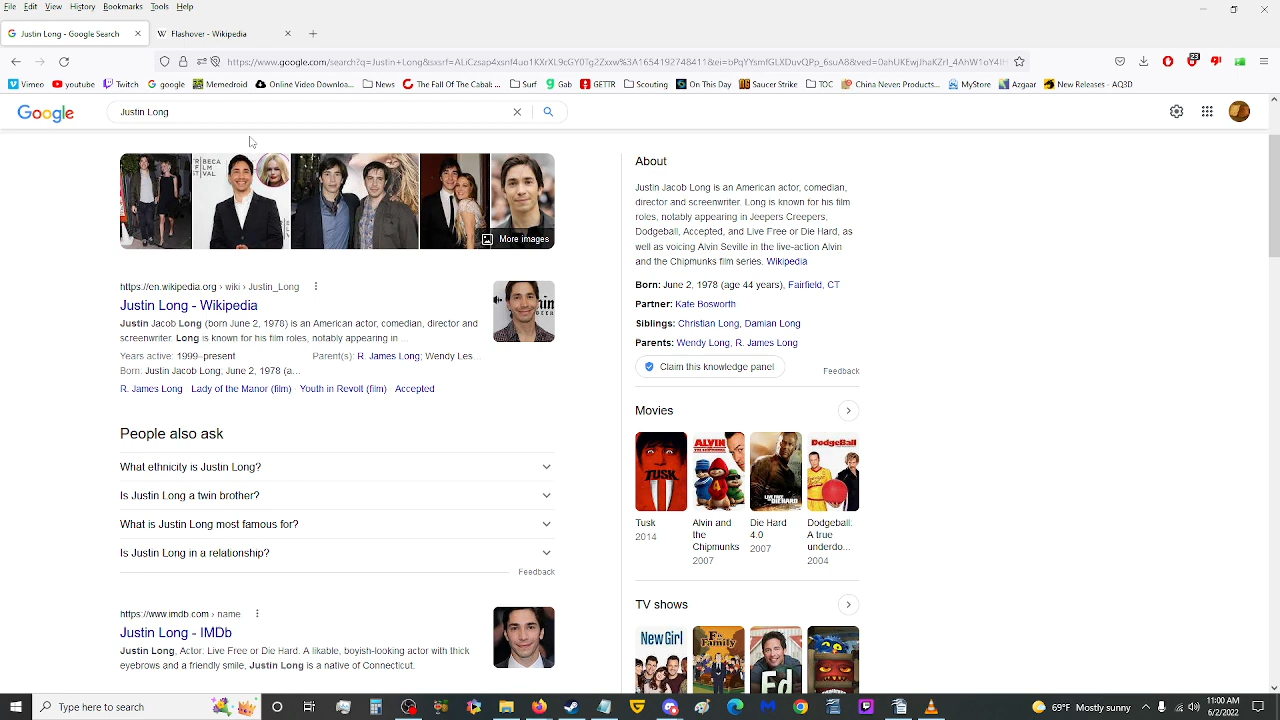 File Edit View History Bookmarks Tools Help
Justin Long - Google Search
Flashover - Wikipedia
Vimeo youtube Twitch google Memedroid Online Video Downloa... News The Fall Of The Cabal:... Surf Gab GETTR Scouting On This Day Saucer Strike TOC China Never Products... MyStore Azgaar New Releases - AQ3D
Google
Justin Long
More images
https://en.wikipedia.org › wiki › Justin_Long
Justin Long - Wikipedia
Justin Jacob Long (born June 2, 1978) is an American actor, comedian, director and
screenwriter. Long is known for his film roles, notably appearing in ...
Years active: 1999–present
Parent(s): R. James Long; Wendy Les...
Born: Justin Jacob Long, June 2, 1978 (a...
R. James Long Lady of the Manor (film) Youth in Revolt (film) Accepted
People also ask
What ethnicity is Justin Long?
Is Justin Long a twin brother?
What is Justin Long most famous for?
Is Justin Long in a relationship?
Feedback
https://www.imdb.com › name
Justin Long - IMDb
Justin Long, Actor: Live Free or Die Hard. A likable, boyish-looking actor with thick
eyebrows and a friendly smile, Justin Long is a native of Connecticut.
About
Justin Jacob Long is an American actor, comedian,
director and screenwriter. Long is known for his film
roles, notably appearing in Jeepers Creepers,
Dodgeball, Accepted, and Live Free or Die Hard, as
well as voicing Alvin Seville in the live-action Alvin
and the Chipmunks film series. Wikipedia
Born: June 2, 1978 (age 44 years), Fairfield, CT
Partner: Kate Bosworth
Siblings: Christian Long, Damian Long
Parents: Wendy Long, R. James Long
Claim this knowledge panel
Feedback
Movies
TUSK
ALVIN
LIVE FREE DIE HARD
DODGEBALL
Tusk
2014
Alvin and
the
Chipmunks
2007
Die Hard
4.0
2007
Dodgeball:
A true
underdo...
2004
TV shows
New Girl
F is Family
Ed
Type here to search
69°F Mostly sunny
11:00 AM
6/2/2022